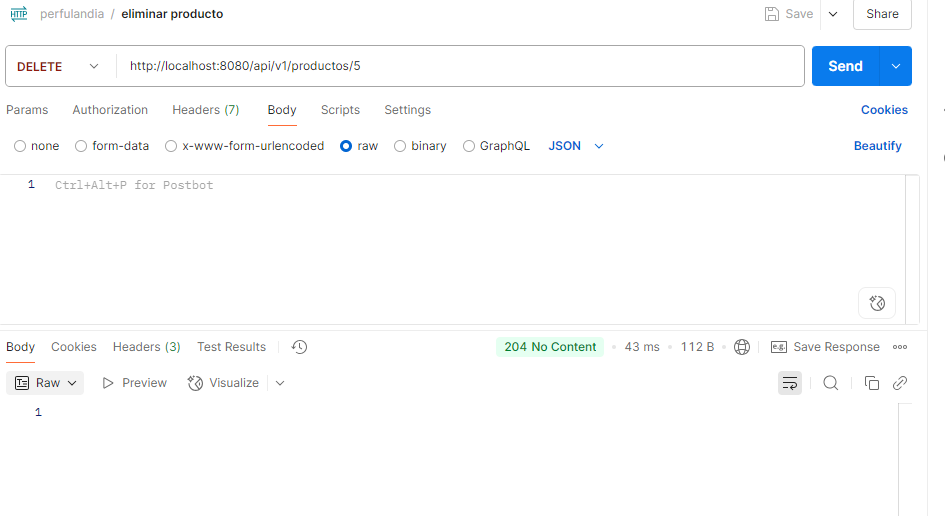 HTTP perfulandia / eliminar producto Save Share
DELETE http://localhost:8080/api/v1/productos/5 Send
Params Authorization Headers (7) Body Scripts Settings Cookies
none form-data x-www-form-urlencoded raw binary GraphQL JSON Beautify
1 Ctrl+Alt+P for Postbot
Body Cookies Headers (3) Test Results 204 No Content 43 ms 112 B e.g. Save Response
Raw Preview Visualize
1